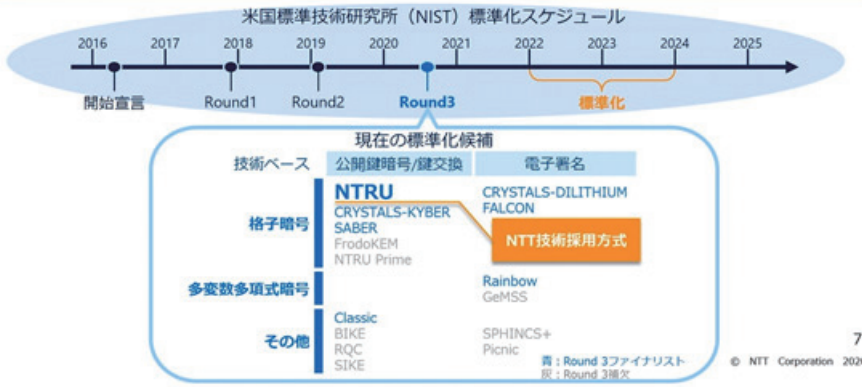 米国標準技術研究所（NIST）標準化スケジュール
2016 2017 2018 2019 2020 2021 2022 2023 2024 2025
開始宣言 Round1 Round2 Round3 標準化
現在の標準化候補
技術ベース 公開鍵暗号/鍵交換 電子署名
格子暗号
NTRU
CRYSTALS-KYBER
SABER
FrodoKEM
NTRU Prime
CRYSTALS-DILITHIUM
FALCON
NTT技術採用方式
多変数多項式暗号
Rainbow
GeMSS
その他
Classic
BIKE
RQC
SIKE
SPHINCS+
Picnic
青：Round 3ファイナリスト
灰：Round 3補欠
7
© NTT Corporation 2020